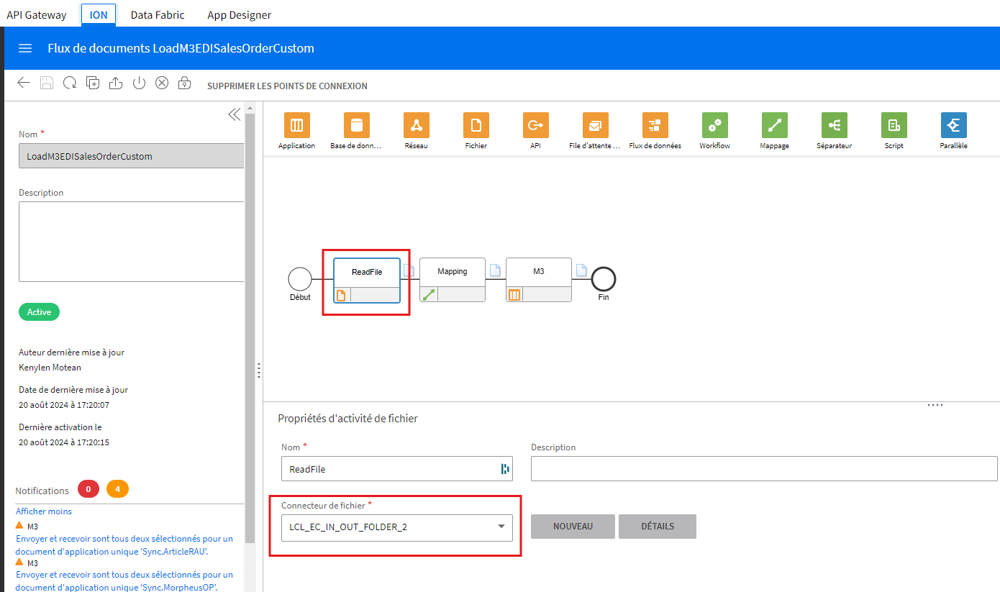 API Gateway
ION
Data Fabric
App Designer
Flux de documents LoadM3EDISalesOrderCustom
SUPPRIMER LES POINTS DE CONNEXION
Nom *
LoadM3EDISalesOrderCustom
Description
Active
Auteur dernière mise à jour
Kenylen Motean
Date de dernière mise à jour
20 août 2024 à 17:20:07
Dernière activation le
20 août 2024 à 17:20:15
Notifications 0 4
Afficher moins
M3
Envoyer et recevoir sont tous deux sélectionnés pour un
document d'application unique ‘Sync.ArticleRAU’.
M3
Envoyer et recevoir sont tous deux sélectionnés pour un
document d'application unique ‘Sync.MorpheusOP’.
Application
Base de donn...
Réseau
Fichier
API
File d'attente ...
Flux de données
Workflow
Mappage
Séparateur
Script
Parallèle
Début
ReadFile
Mapping
M3
Fin
Propriétés d'activité de fichier
Nom *
Description
ReadFile
Connecteur de fichier *
LCL_EC_IN_OUT_FOLDER_2
NOUVEAU
DÉTAILS